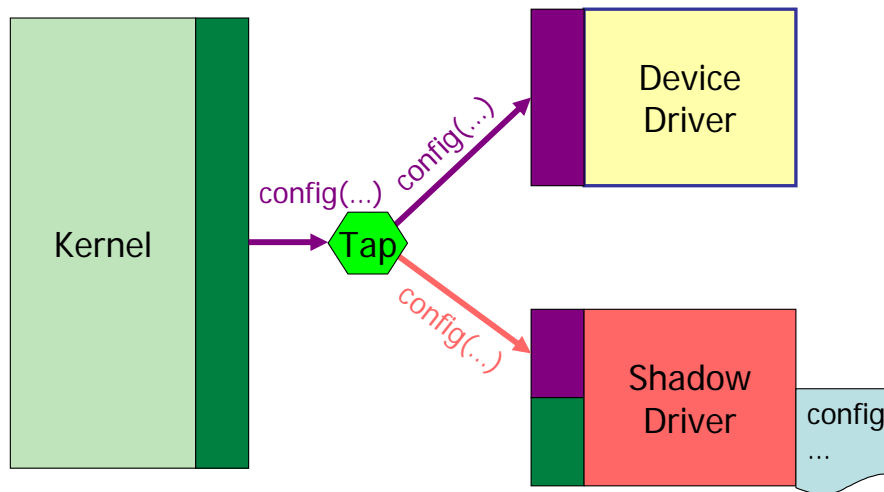 Device
Driver
config(...)
config(...)
Kernel
Tap
config(...)
Shadow
Driver
config
...